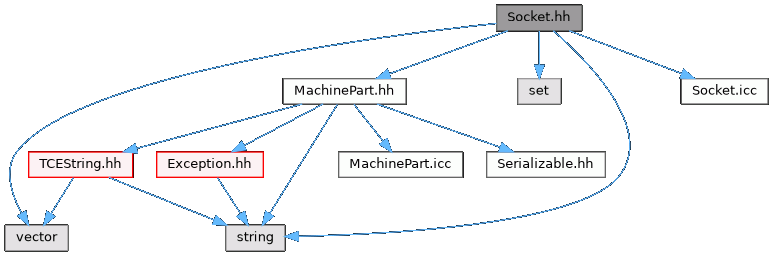 Socket.hh
MachinePart.hh
set
Socket.icc
TCEString.hh
Exception.hh
MachinePart.icc
Serializable.hh
vector
string